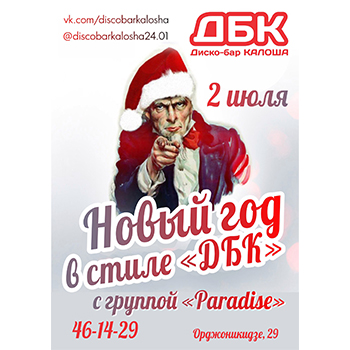 vk.com/discobarkalosha
@discobarkalosha24.01
ДБК
Диско-бар КАЛОША
2 июля
Новый год
в стиле «ДБК»
с группой «Paradise»
46-14-29
Орджоникидзе, 29